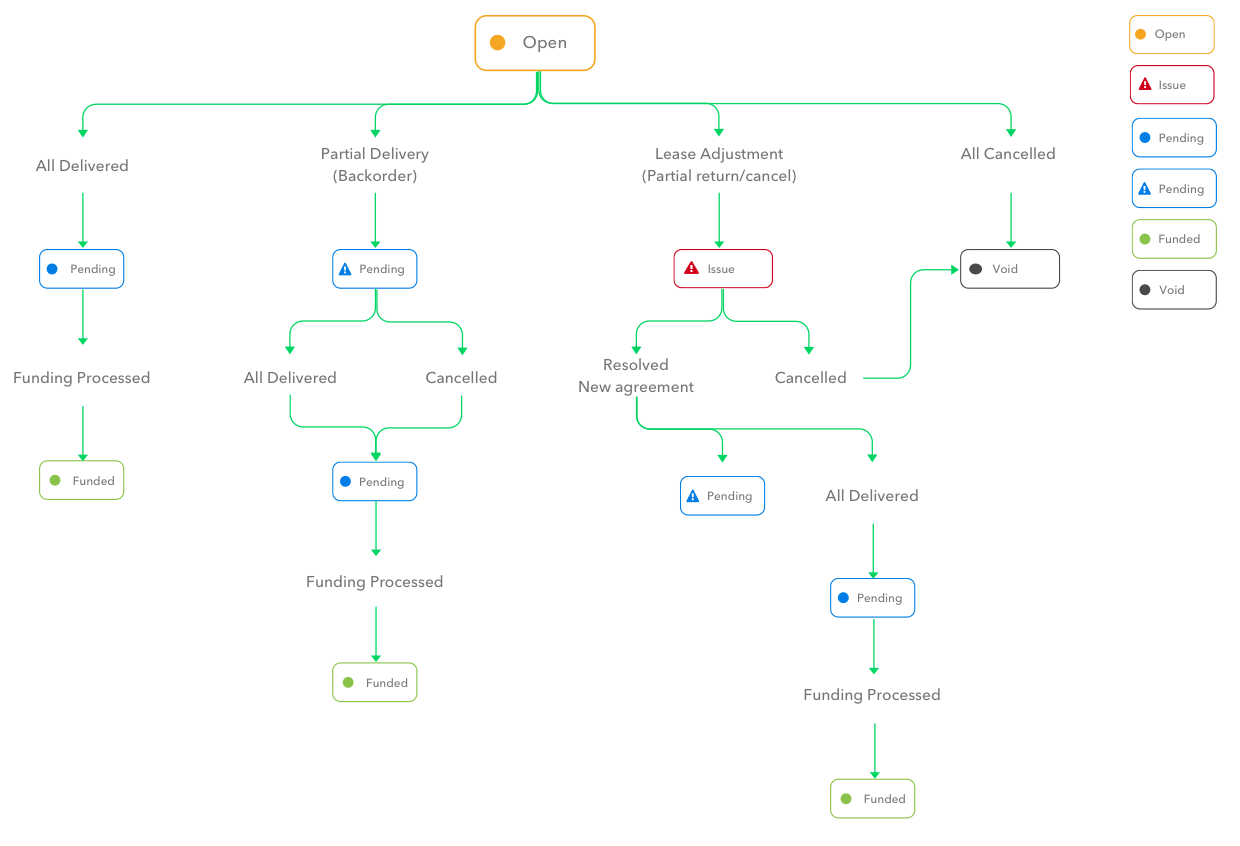 Open
All Delivered
Partial Delivery
(Backorder)
Lease Adjustment
(Partial return/cancel)
All Cancelled
Pending
Pending
Issue
Void
Funding Processed
All Delivered
Cancelled
Resolved
New agreement
Cancelled
Funded
Pending
Pending
All Delivered
Funding Processed
Pending
Funded
Funding Processed
Funded
Open
Issue
Pending
Pending
Funded
Void